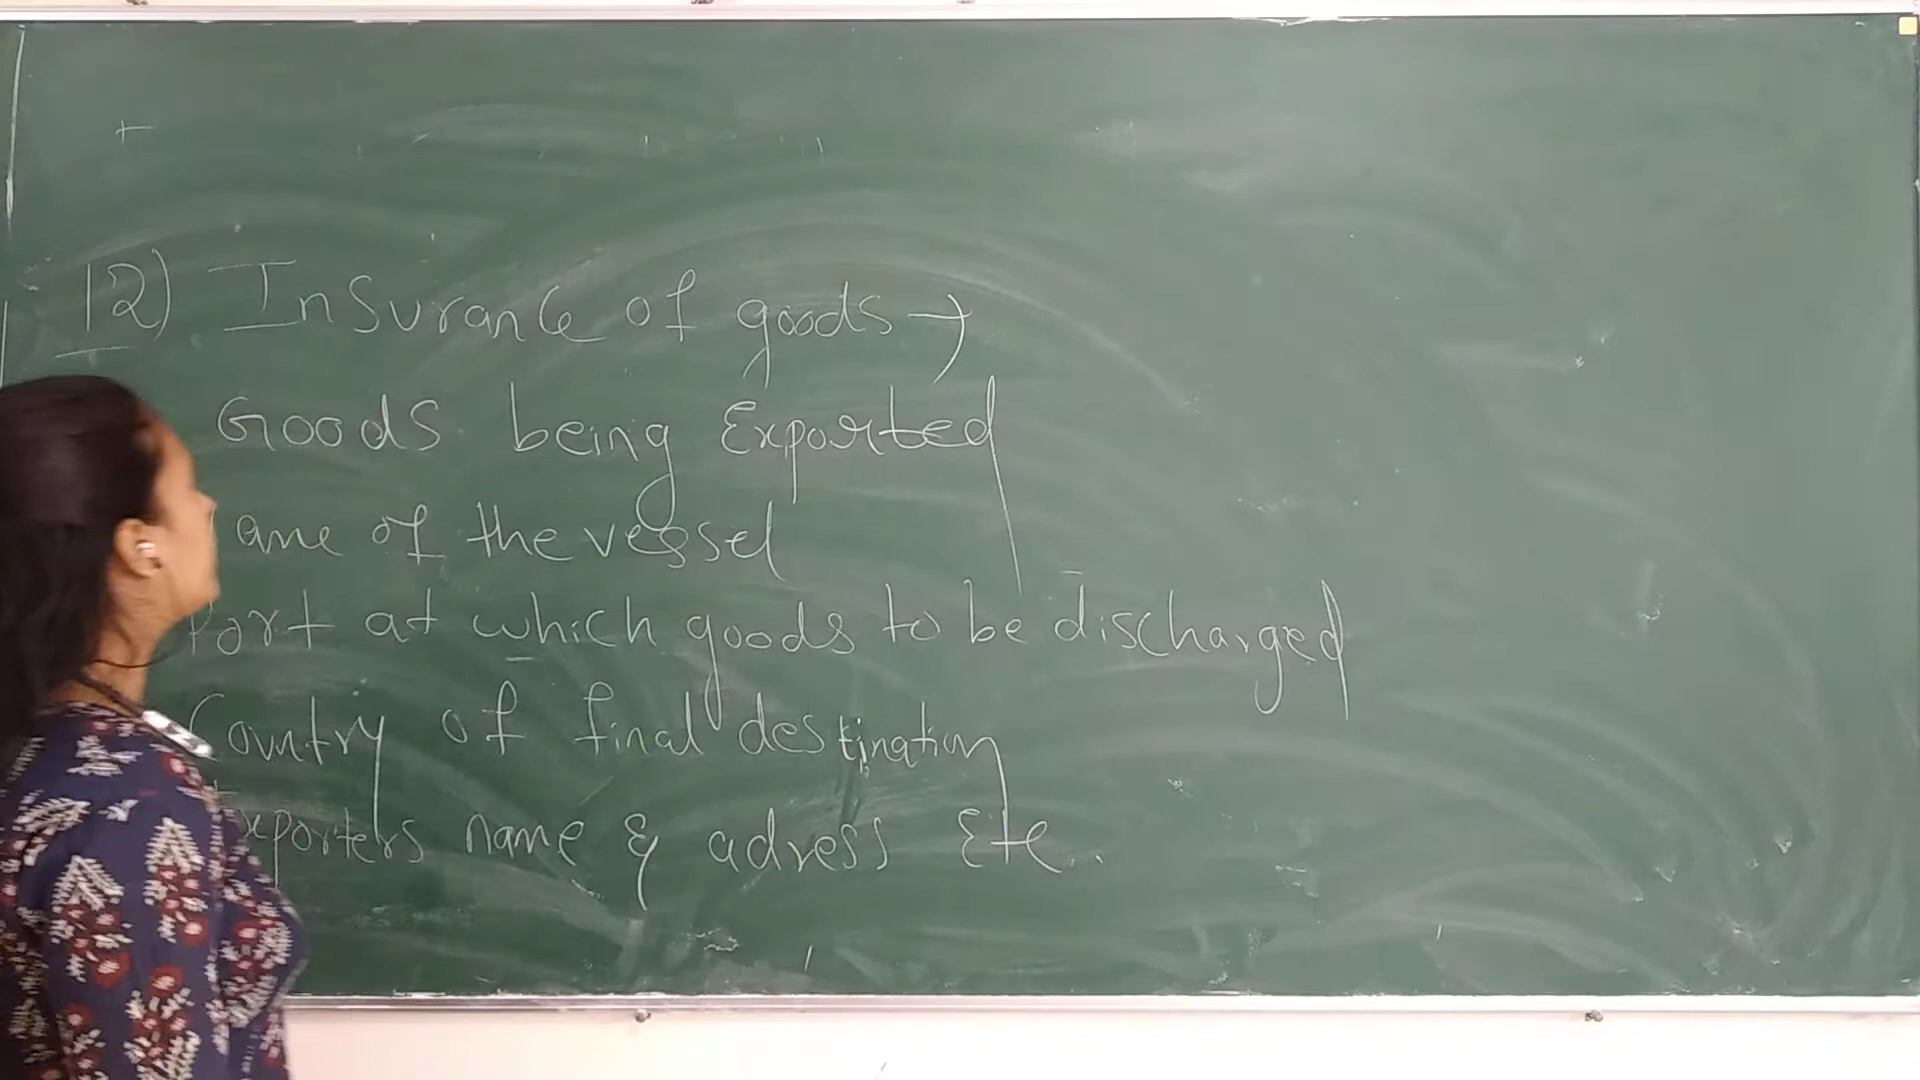 12) Insurance of goods →
Goods being Exported
ame of the vessel
Port at which goods to be discharged
Country of final destination
xporters name & adress Etc.